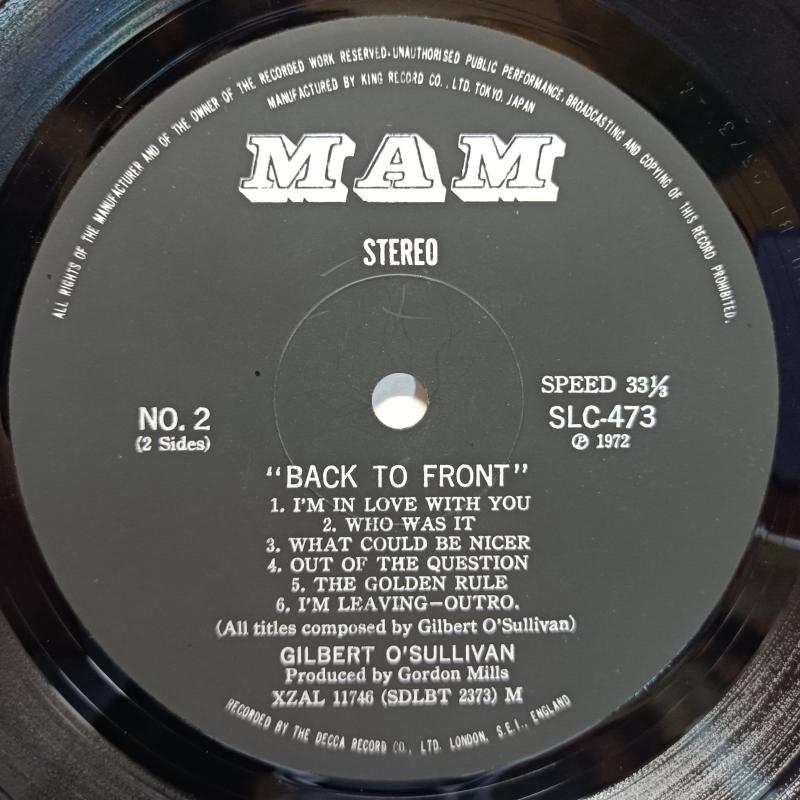 ALL RIGHTS OF THE MANUFACTURER AND OF THE OWNER OF THE RECORDED WORK RESERVED. UNAUTHORISED PUBLIC PERFORMANCE, BROADCASTING AND COPYING OF THIS RECORD PROHIBITED.
MANUFACTURED BY KING RECORD CO., LTD. TOKYO, JAPAN
MAM
STEREO
SPEED 33⅓
NO. 2
SLC-473
(2 Sides)
℗ 1972
"BACK TO FRONT"
1. I'M IN LOVE WITH YOU
2. WHO WAS IT
3. WHAT COULD BE NICER
4. OUT OF THE QUESTION
5. THE GOLDEN RULE
6. I'M LEAVING—OUTRO.
(All titles composed by Gilbert O'Sullivan)
GILBERT O'SULLIVAN
Produced by Gordon Mills
XZAL 11746 (SDLBT 2373) M
RECORDED BY THE DECCA RECORD CO., LTD. LONDON, S.E.I., ENGLAND